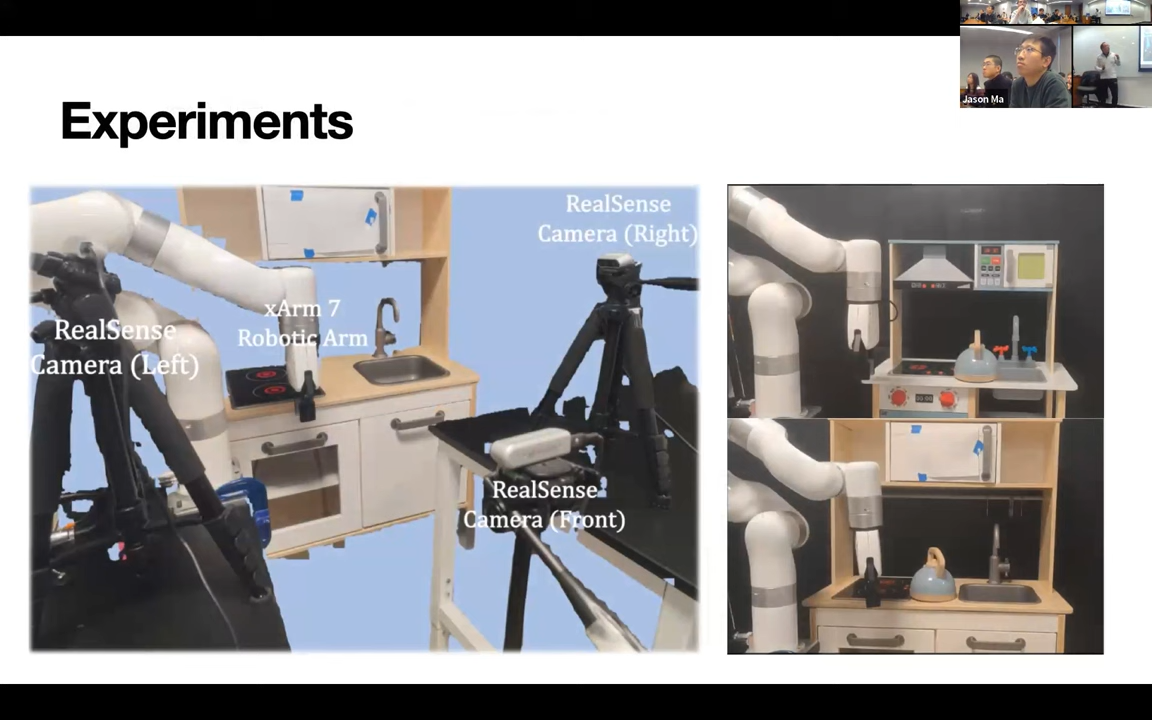 Experiments
RealSense
Camera (Right)
xArm 7
Robotic Arm
RealSense
Camera (Left)
RealSense
Camera (Front)
Jason Ma